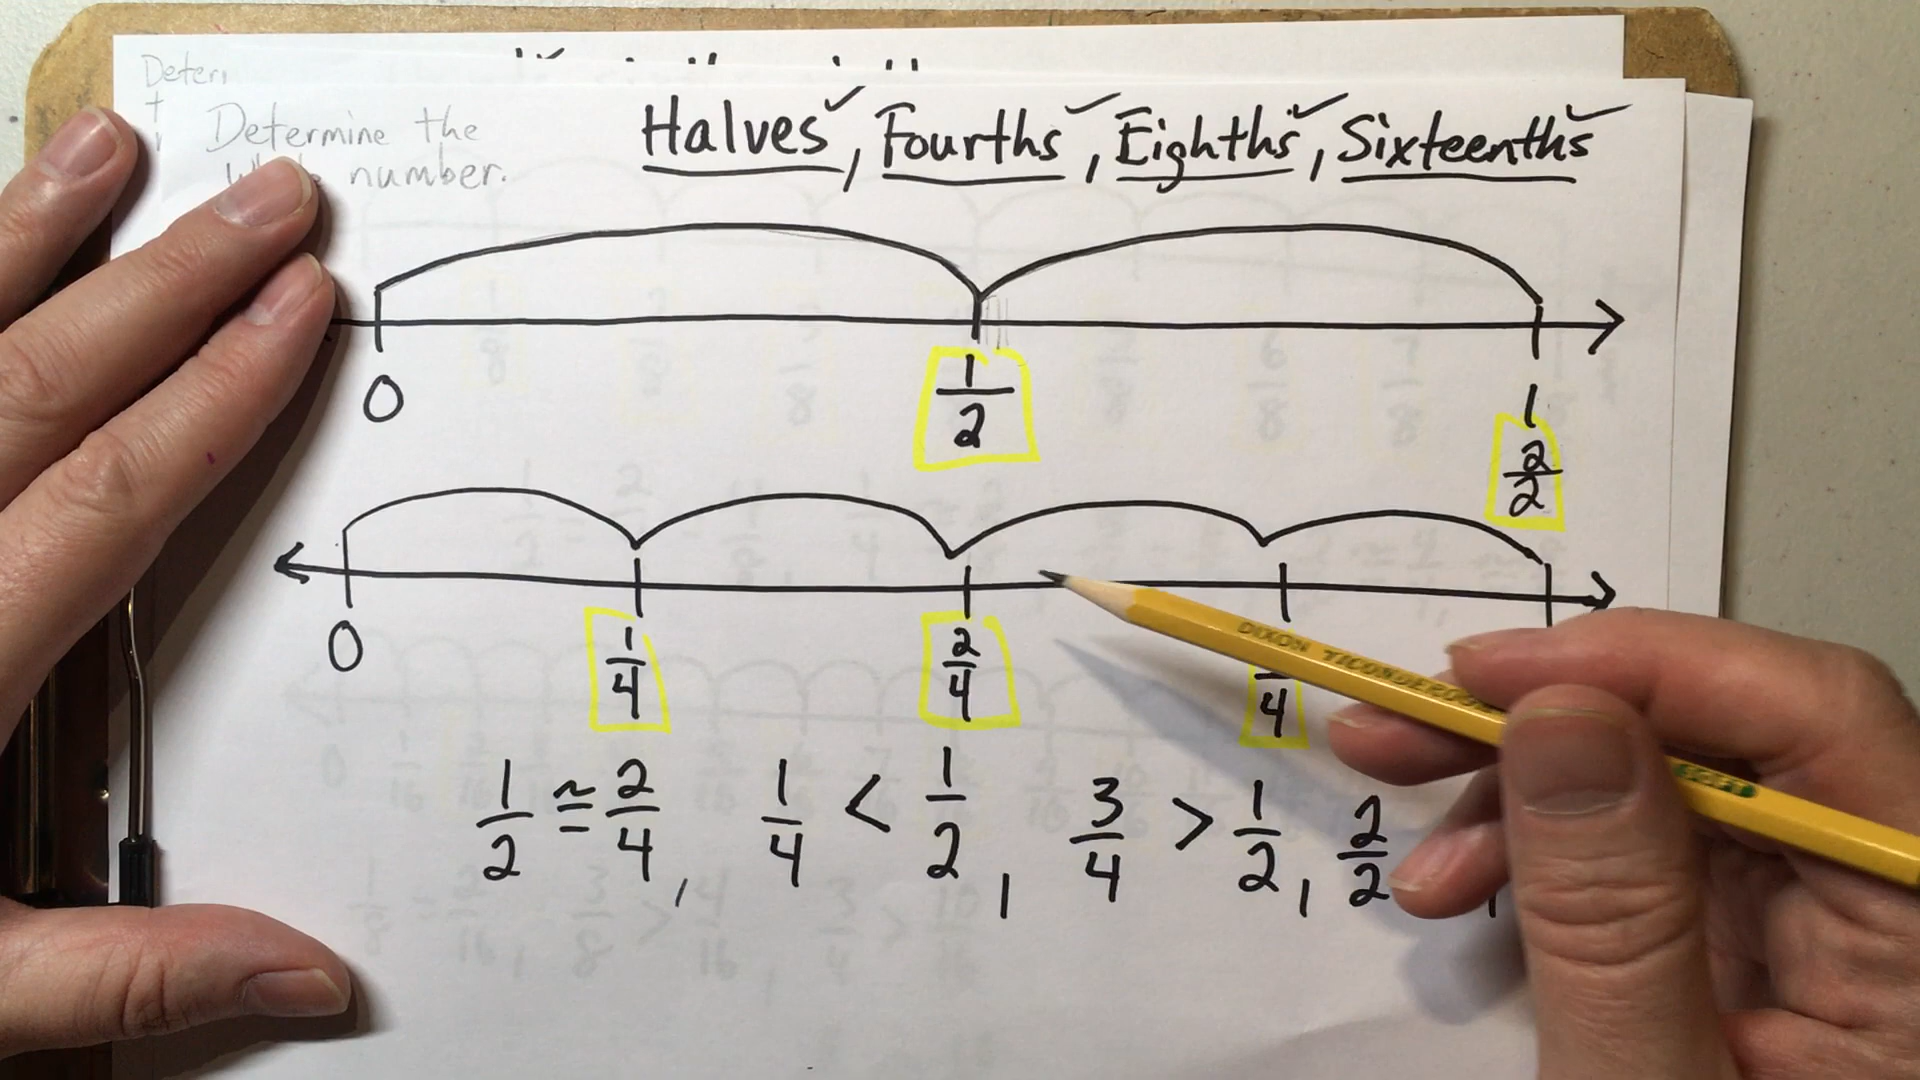 Determine the
number.
Halves, Fourths, Eighths, Sixteenths
0 1/2 1
2/2
0 1/4 2/4 4
1/2 ≅ 2/4, 1/4 < 1/2, 3/4 > 1/2, 2/2
DIXON TICONDEROGA